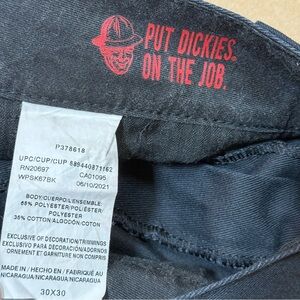 PUT DICKIES®
ON THE JOB.
P378618
UPC/CUP/CUP 889440871162
RN20697 CA01095
WPSK67BK 06/10/2021
BODY/CUERPO/L'ENSEMBLE:
65% POLYESTER/POLIÉSTER/
POLYESTER
35% COTTON/ALGODÓN/COTON
EXCLUSIVE OF DECORATION/TRIMMINGS
EXCLUSIVO PARA DECORACIÓN/ADORNOS
ORNEMENT ET GARNITURE NON COMPRIS
MADE IN / HECHO EN / FABRIQUÉ AU
NICARAGUA/NICARAGUA/NICARAGUA
30X30